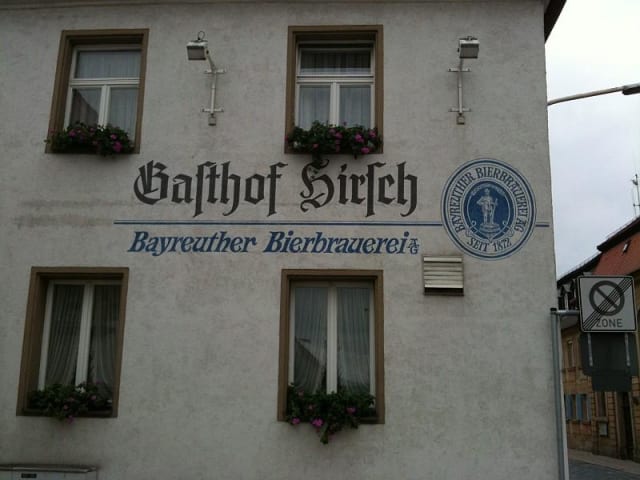 Gasthof Hirsch
Bayreuther Bierbrauerei AG
BAYREUTHER BIERBRAUEREI AG
SEIT 1872
ZONE